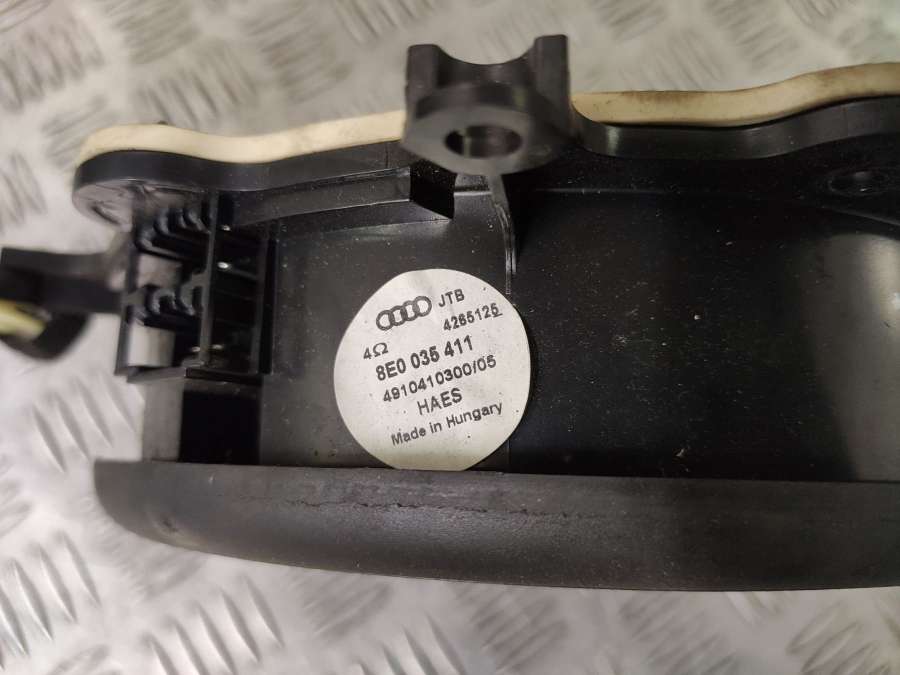 JTB
4265125
4Ω
8E0 035 411
4910410300/05
HAES
Made in Hungary